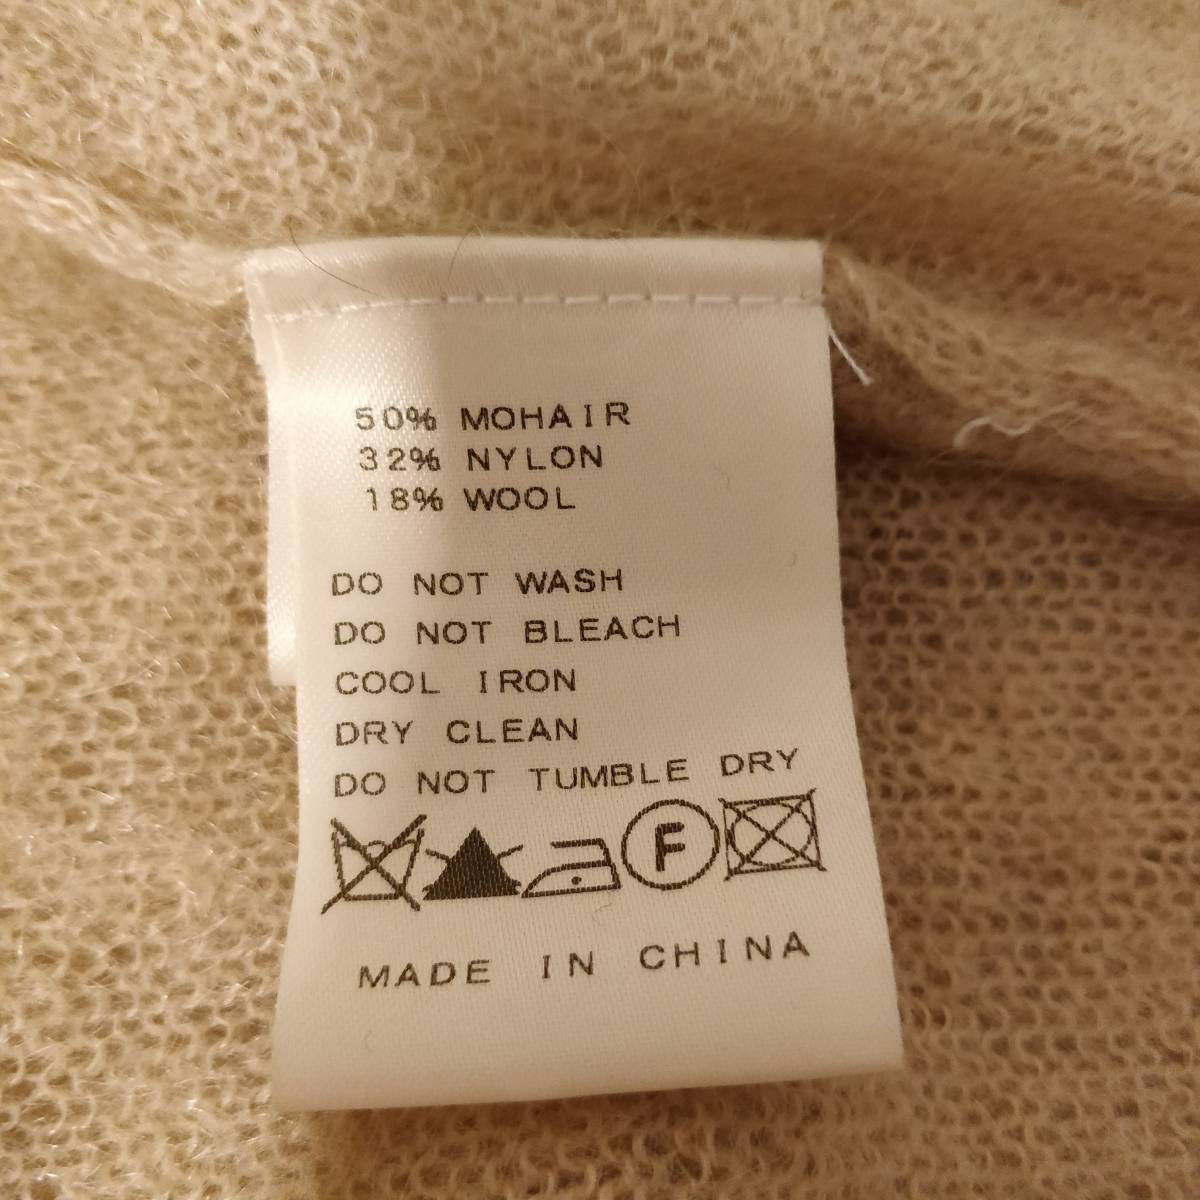 50% MOHAIR
32% NYLON
18% WOOL
DO NOT WASH
DO NOT BLEACH
COOL IRON
DRY CLEAN
DO NOT TUMBLE DRY
F
MADE IN CHINA